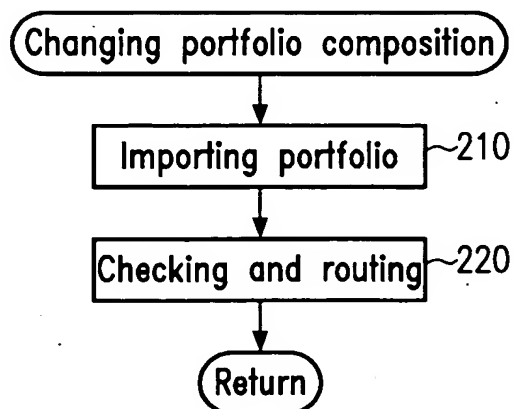 Changing portfolio composition
Importing portfolio
210
Checking and routing
220
Return